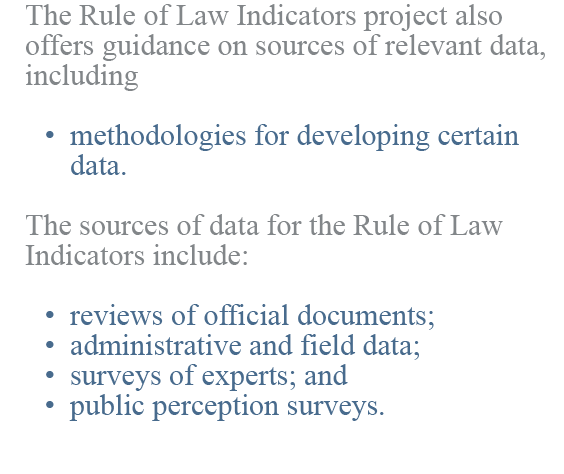 The Rule of Law Indicators project also
offers guidance on sources of relevant data,
including
• methodologies for developing certain
data.
The sources of data for the Rule of Law
Indicators include:
• reviews of official documents;
• administrative and field data;
• surveys of experts; and
• public perception surveys.